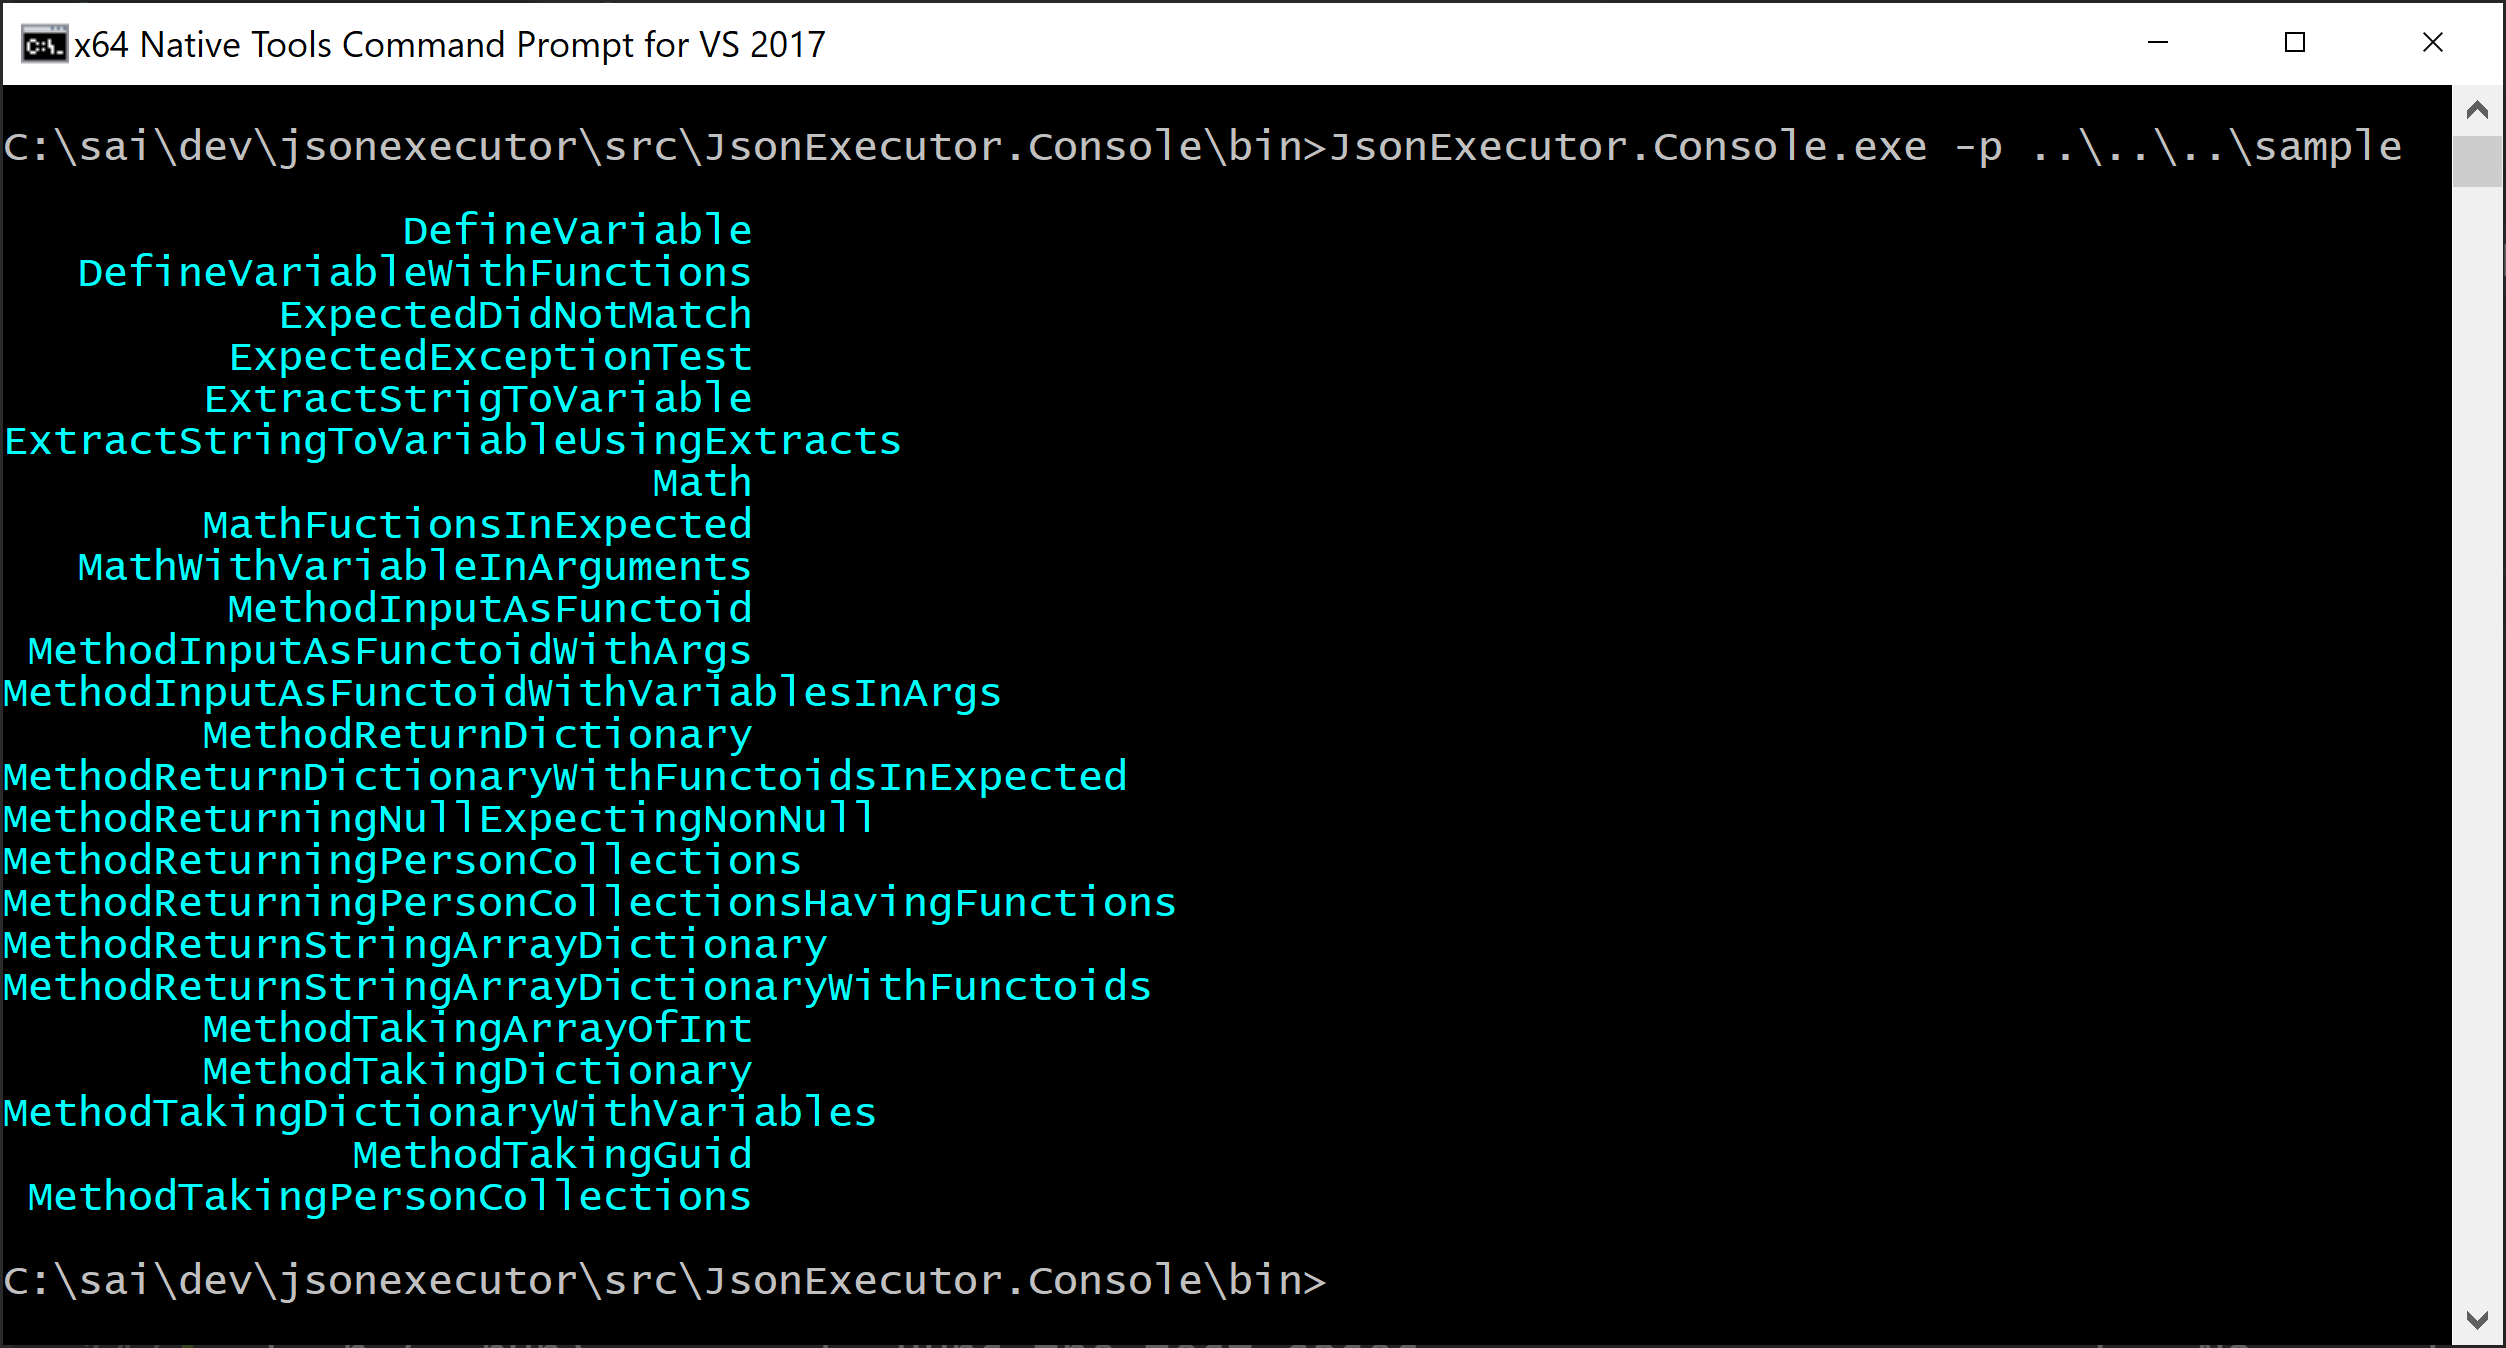 x64 Native Tools Command Prompt for VS 2017
C:\sai\dev\jsonexecutor\src\JsonExecutor.Console\bin>JsonExecutor.Console.exe -p ..\..\..\sample
DefineVariable
DefineVariableWithFunctions
ExpectedDidNotMatch
ExpectedExceptionTest
ExtractStrigToVariable
ExtractStringToVariableUsingExtracts
Math
MathFuctionsInExpected
MathWithVariableInArguments
MethodInputAsFunctoid
MethodInputAsFunctoidWithArgs
MethodInputAsFunctoidWithVariablesInArgs
MethodReturnDictionary
MethodReturnDictionaryWithFunctoidsInExpected
MethodReturningNullExpectingNonNull
MethodReturningPersonCollections
MethodReturningPersonCollectionsHavingFunctions
MethodReturnStringArrayDictionary
MethodReturnStringArrayDictionaryWithFunctoids
MethodTakingArrayOfInt
MethodTakingDictionary
MethodTakingDictionaryWithVariables
MethodTakingGuid
MethodTakingPersonCollections
C:\sai\dev\jsonexecutor\src\JsonExecutor.Console\bin>